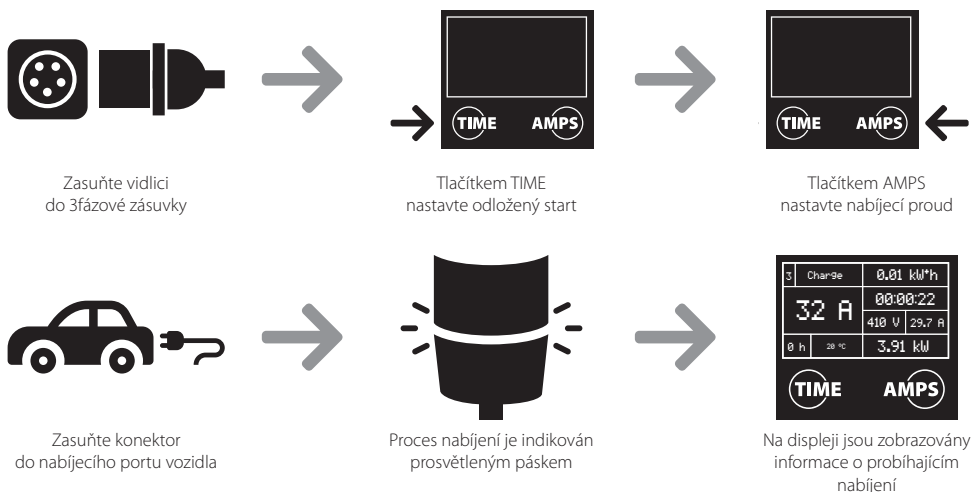 TIME AMPS
TIME AMPS
Zasuňte vidlici
do 3fázové zásuvky
Tlačítkem TIME
nastavte odložený start
Tlačítkem AMPS
nastavte nabíjecí proud
3 Charge 0.01 kW*h
32 A 00:00:22
410 V 29.7 A
0 h 20 °C 3.91 kW
TIME AMPS
Zasuňte konektor
do nabíjecího portu vozidla
Proces nabíjení je indikován
prosvětleným páskem
Na displeji jsou zobrazovány
informace o probíhajícím
nabíjení